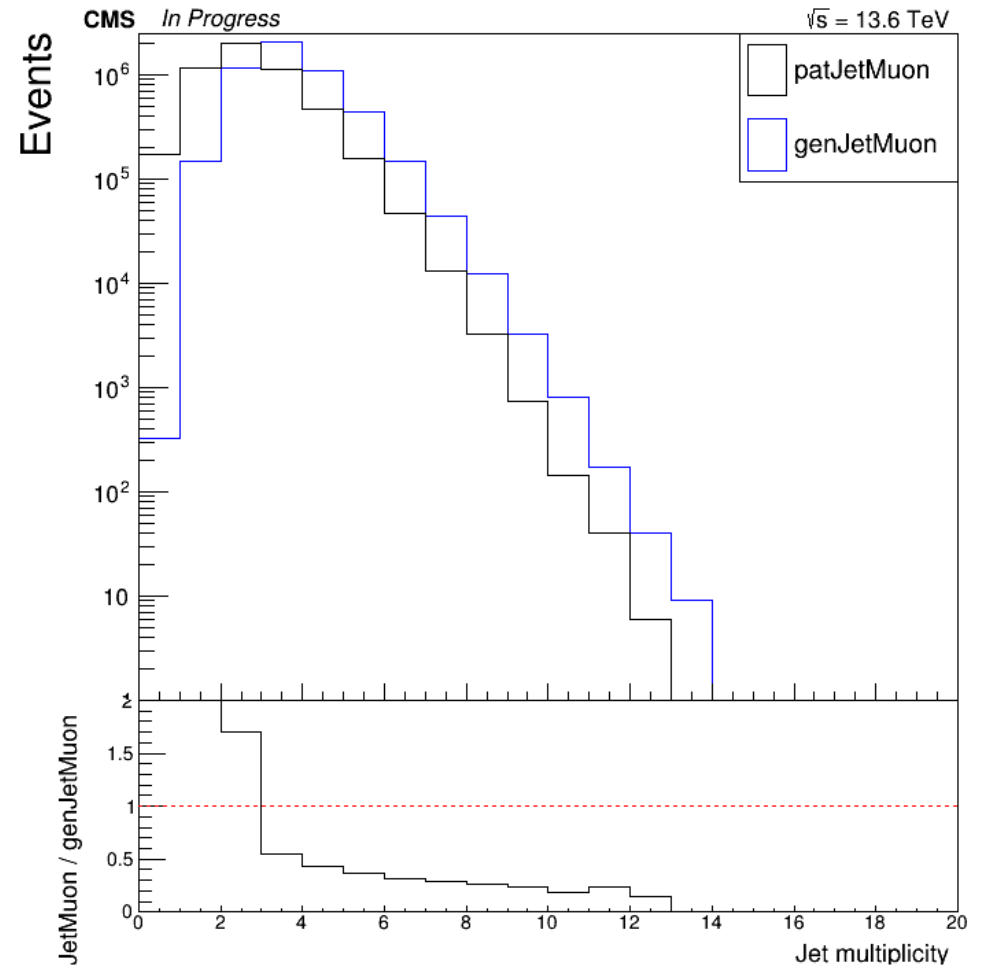 CMS In Progress √s = 13.6 TeV
Events
patJetMuon
genJetMuon
10⁶
10⁵
10⁴
10³
10²
10
1
JetMuon / genJetMuon
2
1.5
1
0.5
0
0 2 4 6 8 10 12 14 16 18 20
Jet multiplicity